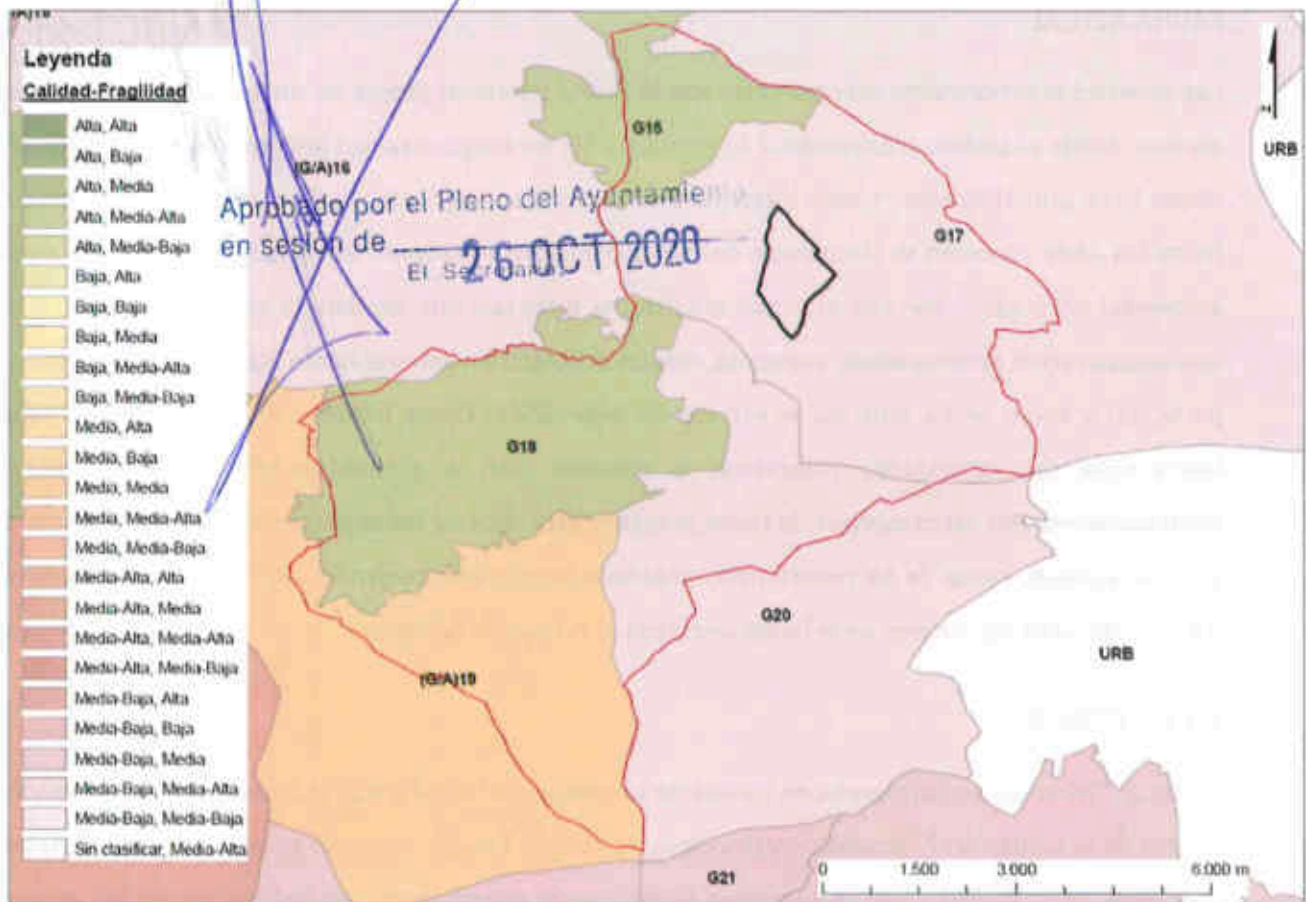 Leyenda
Calidad-Fragilidad
Alta, Alta
Alta, Baja
Alta, Media
Alta, Media-Alta
Alta, Media-Baja
Baja, Alta
Baja, Baja
Baja, Media
Baja, Media-Alta
Baja, Media-Baja
Media, Alta
Media, Baja
Media, Media
Media, Media-Alta
Media, Media-Baja
Media-Alta, Alta
Media-Alta, Media
Media-Alta, Media-Alta
Media-Alta, Media-Baja
Media-Baja, Alta
Media-Baja, Baja
Media-Baja, Media
Media-Baja, Media-Alta
Media-Baja, Media-Baja
Sin clasificar, Media-Alta
(G/A)16
G15
G17
URB
Aprobado por el Pleno del Ayuntamiento
en sesión de
26 OCT 2020
El Secretario,
G18
G20
URB
(G/A)19
G21
0 1.500 3.000 6.000 m